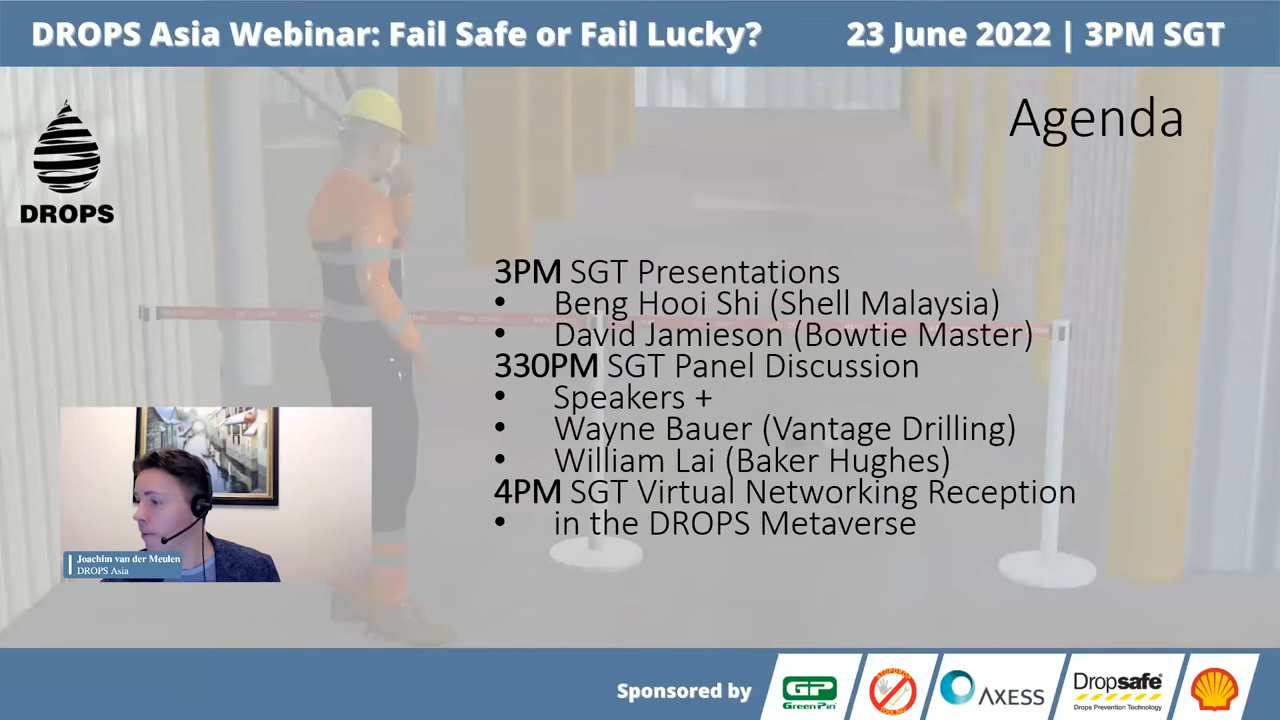 DROPS Asia Webinar: Fail Safe or Fail Lucky?
23 June 2022 | 3PM SGT
DROPS
Agenda
3PM SGT Presentations
• Beng Hooi Shi (Shell Malaysia)
• David Jamieson (Bowtie Master)
330PM SGT Panel Discussion
• Speakers +
• Wayne Bauer (Vantage Drilling)
• William Lai (Baker Hughes)
4PM SGT Virtual Networking Reception
• in the DROPS Metaverse
Joachim van der Meulen
DROPS Asia
Sponsored by
GP
Green Pin®
AXESS
Dropsafe®
Drops Prevention Technology